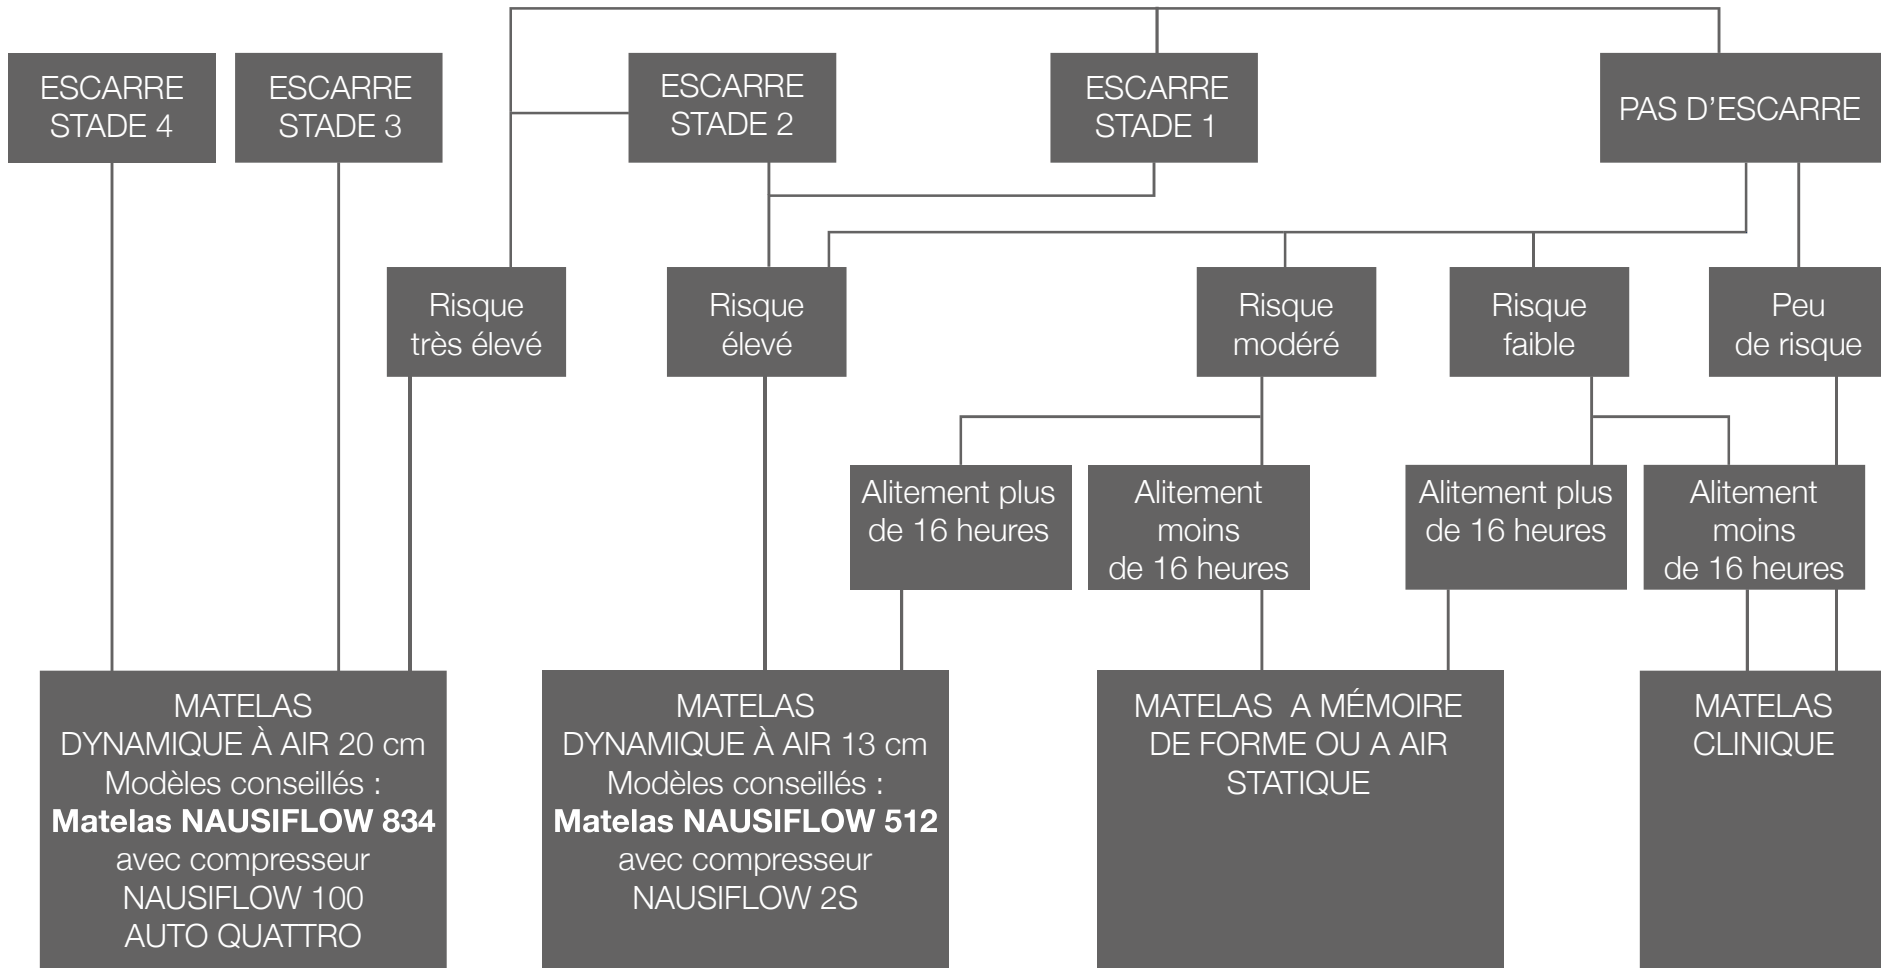 ESCARRE
STADE 4
ESCARRE
STADE 3
ESCARRE
STADE 2
ESCARRE
STADE 1
PAS D’ESCARRE
Risque
très élevé
Risque
élevé
Risque
modéré
Risque
faible
Peu
de risque
Alitement plus
de 16 heures
Alitement
moins
de 16 heures
Alitement plus
de 16 heures
Alitement
moins
de 16 heures
MATELAS
DYNAMIQUE À AIR 20 cm
Modèles conseillés :
Matelas NAUSIFLOW 834
avec compresseur
NAUSIFLOW 100
AUTO QUATTRO
MATELAS
DYNAMIQUE À AIR 13 cm
Modèles conseillés :
Matelas NAUSIFLOW 512
avec compresseur
NAUSIFLOW 2S
MATELAS A MÉMOIRE
DE FORME OU A AIR
STATIQUE
MATELAS
CLINIQUE